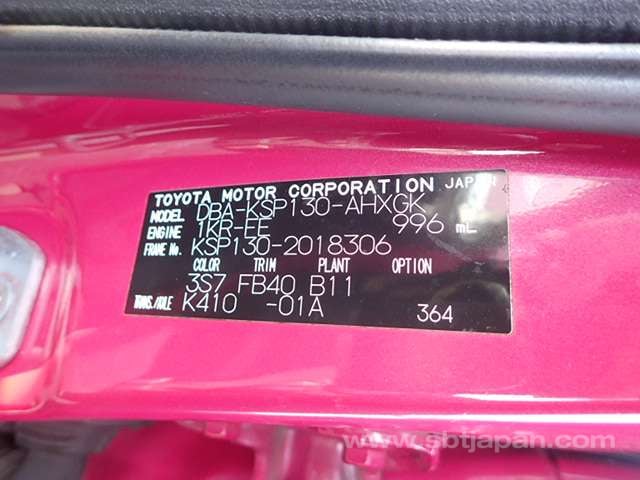 TOYOTA MOTOR CORPORATION JAPAN
MODEL DBA-KSP130-AHXGK
ENGINE 1KR-FE 996 mL
FRAME No. KSP130-2018306
COLOR TRIM PLANT OPTION
3S7 FB40 B11
TRANS./AXLE K410 -01A 364
www.sbtjapan.com